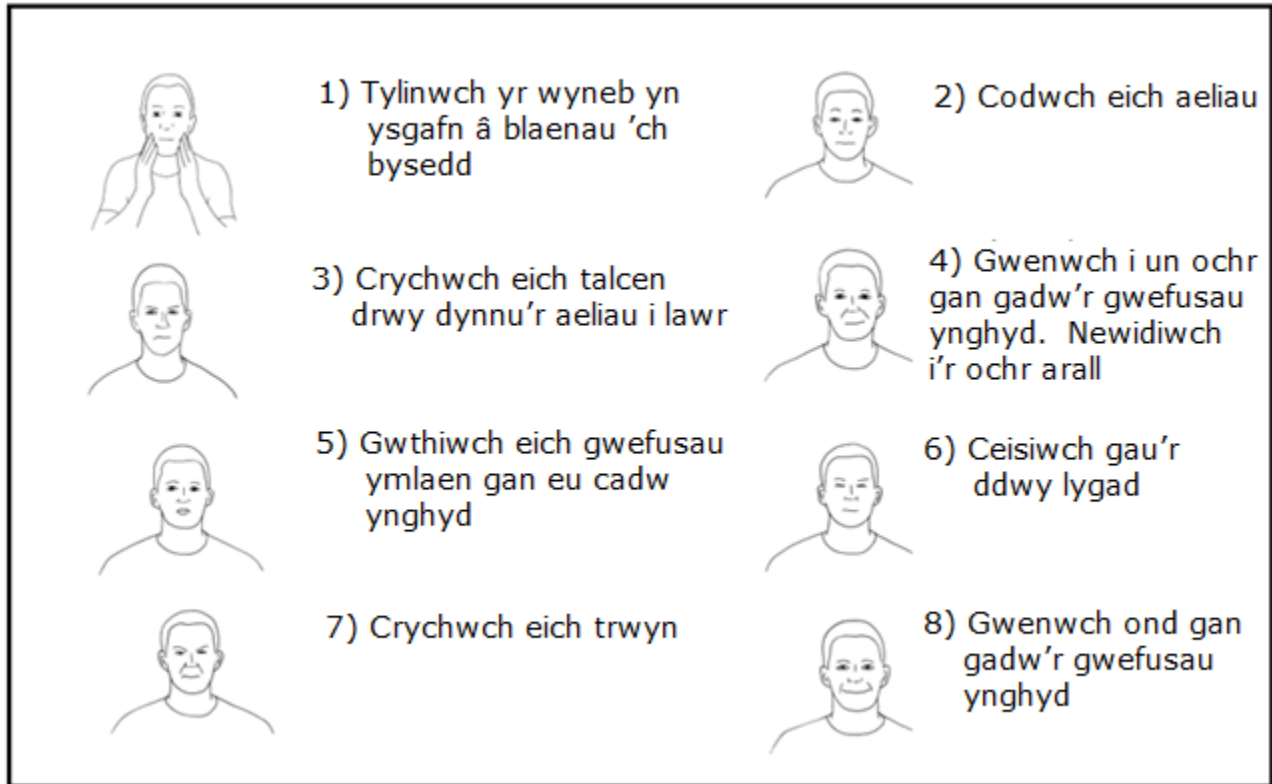 1) Tylinwch yr wyneb yn
ysgafn â blaenau ’ch
bysedd
2) Codwch eich aeliau
3) Crychwch eich talcen
drwy dynnu’r aeliau i lawr
4) Gwenwch i un ochr
gan gadw’r gwefusau
ynghyd.  Newidiwch
i’r ochr arall
5) Gwthiwch eich gwefusau
ymlaen gan eu cadw
ynghyd
6) Ceisiwch gau’r
ddwy lygad
7) Crychwch eich trwyn
8) Gwenwch ond gan
gadw’r gwefusau
ynghyd